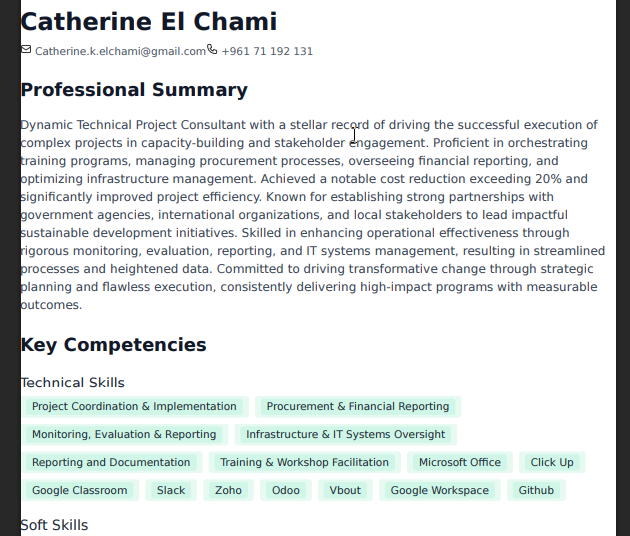 Catherine El Chami
Catherine.k.elchami@gmail.com +961 71 192 131
Professional Summary
Dynamic Technical Project Consultant with a stellar record of driving the successful execution of
complex projects in capacity-building and stakeholder engagement. Proficient in orchestrating
training programs, managing procurement processes, overseeing financial reporting, and
optimizing infrastructure management. Achieved a notable cost reduction exceeding 20% and
significantly improved project efficiency. Known for establishing strong partnerships with
government agencies, international organizations, and local stakeholders to lead impactful
sustainable development initiatives. Skilled in enhancing operational effectiveness through
rigorous monitoring, evaluation, reporting, and IT systems management, resulting in streamlined
processes and heightened data. Committed to driving transformative change through strategic
planning and flawless execution, consistently delivering high-impact programs with measurable
outcomes.
Key Competencies
Technical Skills
Project Coordination & Implementation Procurement & Financial Reporting
Monitoring, Evaluation & Reporting Infrastructure & IT Systems Oversight
Reporting and Documentation Training & Workshop Facilitation Microsoft Office Click Up
Google Classroom Slack Zoho Odoo Vbout Google Workspace Github
Soft Skills